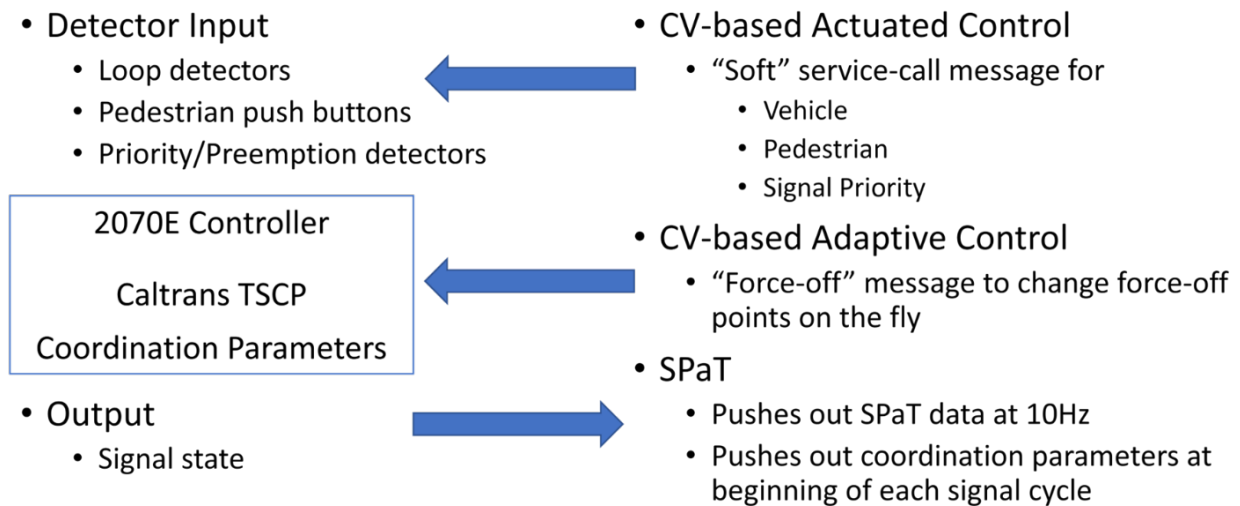 • Detector Input
• Loop detectors
• Pedestrian push buttons
• Priority/Preemption detectors
2070E Controller
Caltrans TSCP
Coordination Parameters
• Output
• Signal state
• CV-based Actuated Control
• “Soft” service-call message for
• Vehicle
• Pedestrian
• Signal Priority
• CV-based Adaptive Control
• “Force-off” message to change force-off
points on the fly
• SPaT
• Pushes out SPaT data at 10Hz
• Pushes out coordination parameters at
beginning of each signal cycle